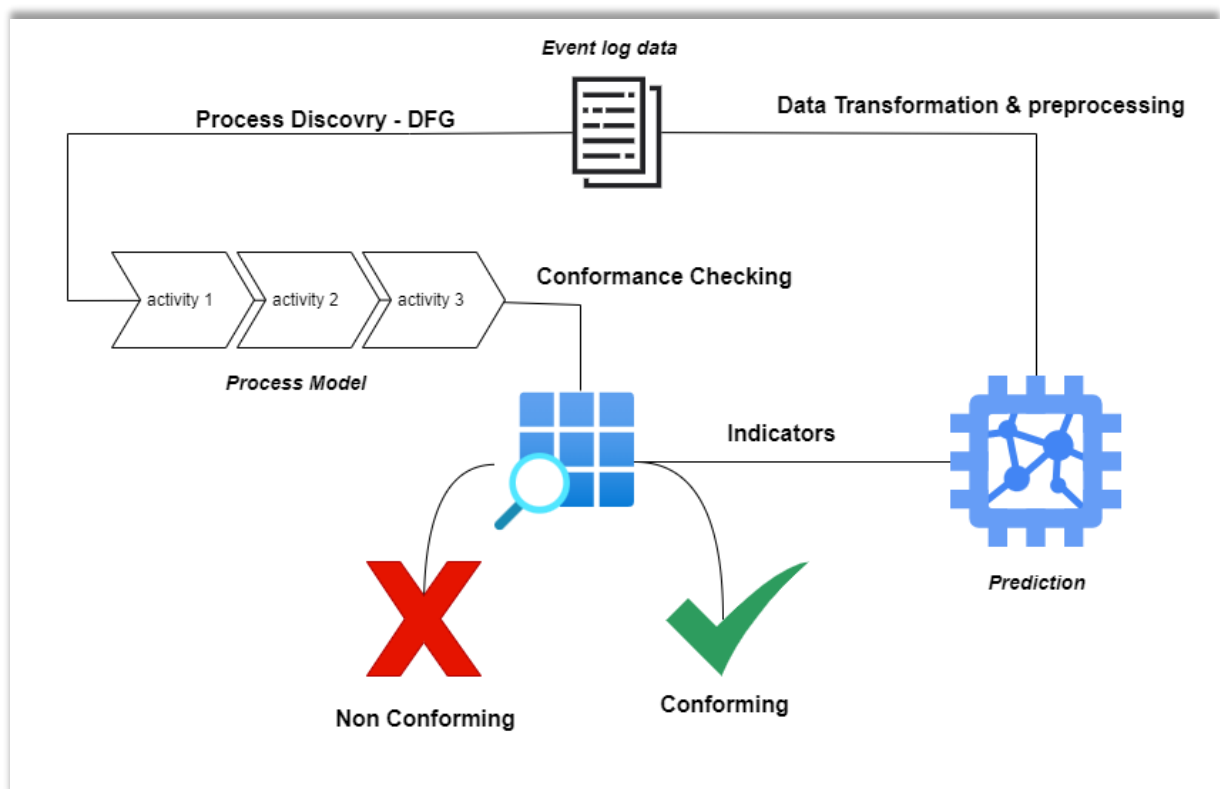 Event log data
Process Discovry - DFG
Data Transformation & preprocessing
activity 1
activity 2
activity 3
Conformance Checking
Process Model
Indicators
Prediction
Non Conforming
Conforming